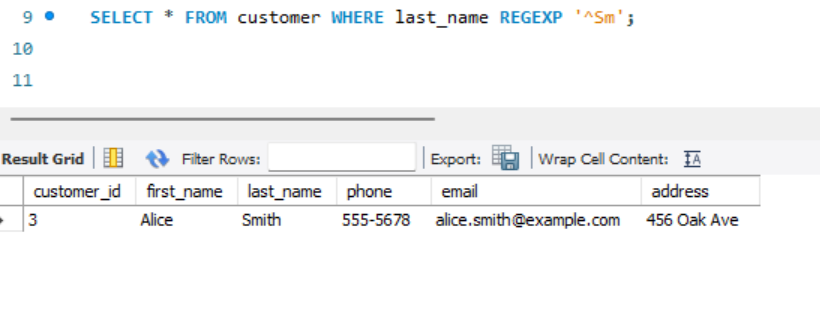 9 SELECT * FROM customer WHERE last_name REGEXP '^Sm';
10
11
Result Grid Filter Rows: Export: Wrap Cell Content: IA
customer_id first_name last_name phone email address
3 Alice Smith 555-5678 alice.smith@example.com 456 Oak Ave